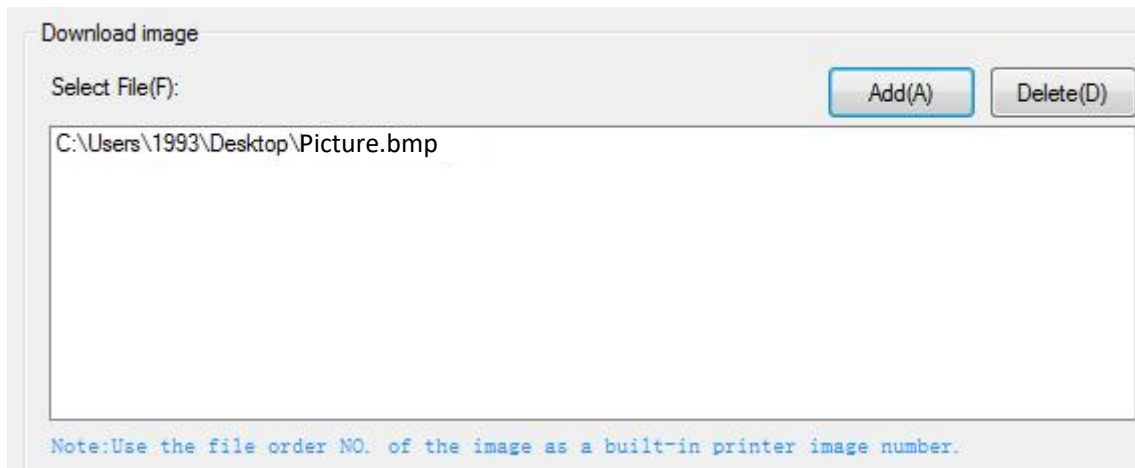 Download image
Select File(F): Add(A) Delete(D)
C:\Users\1993\Desktop\Picture.bmp
Note:Use the file order NO. of the image as a built-in printer image number.